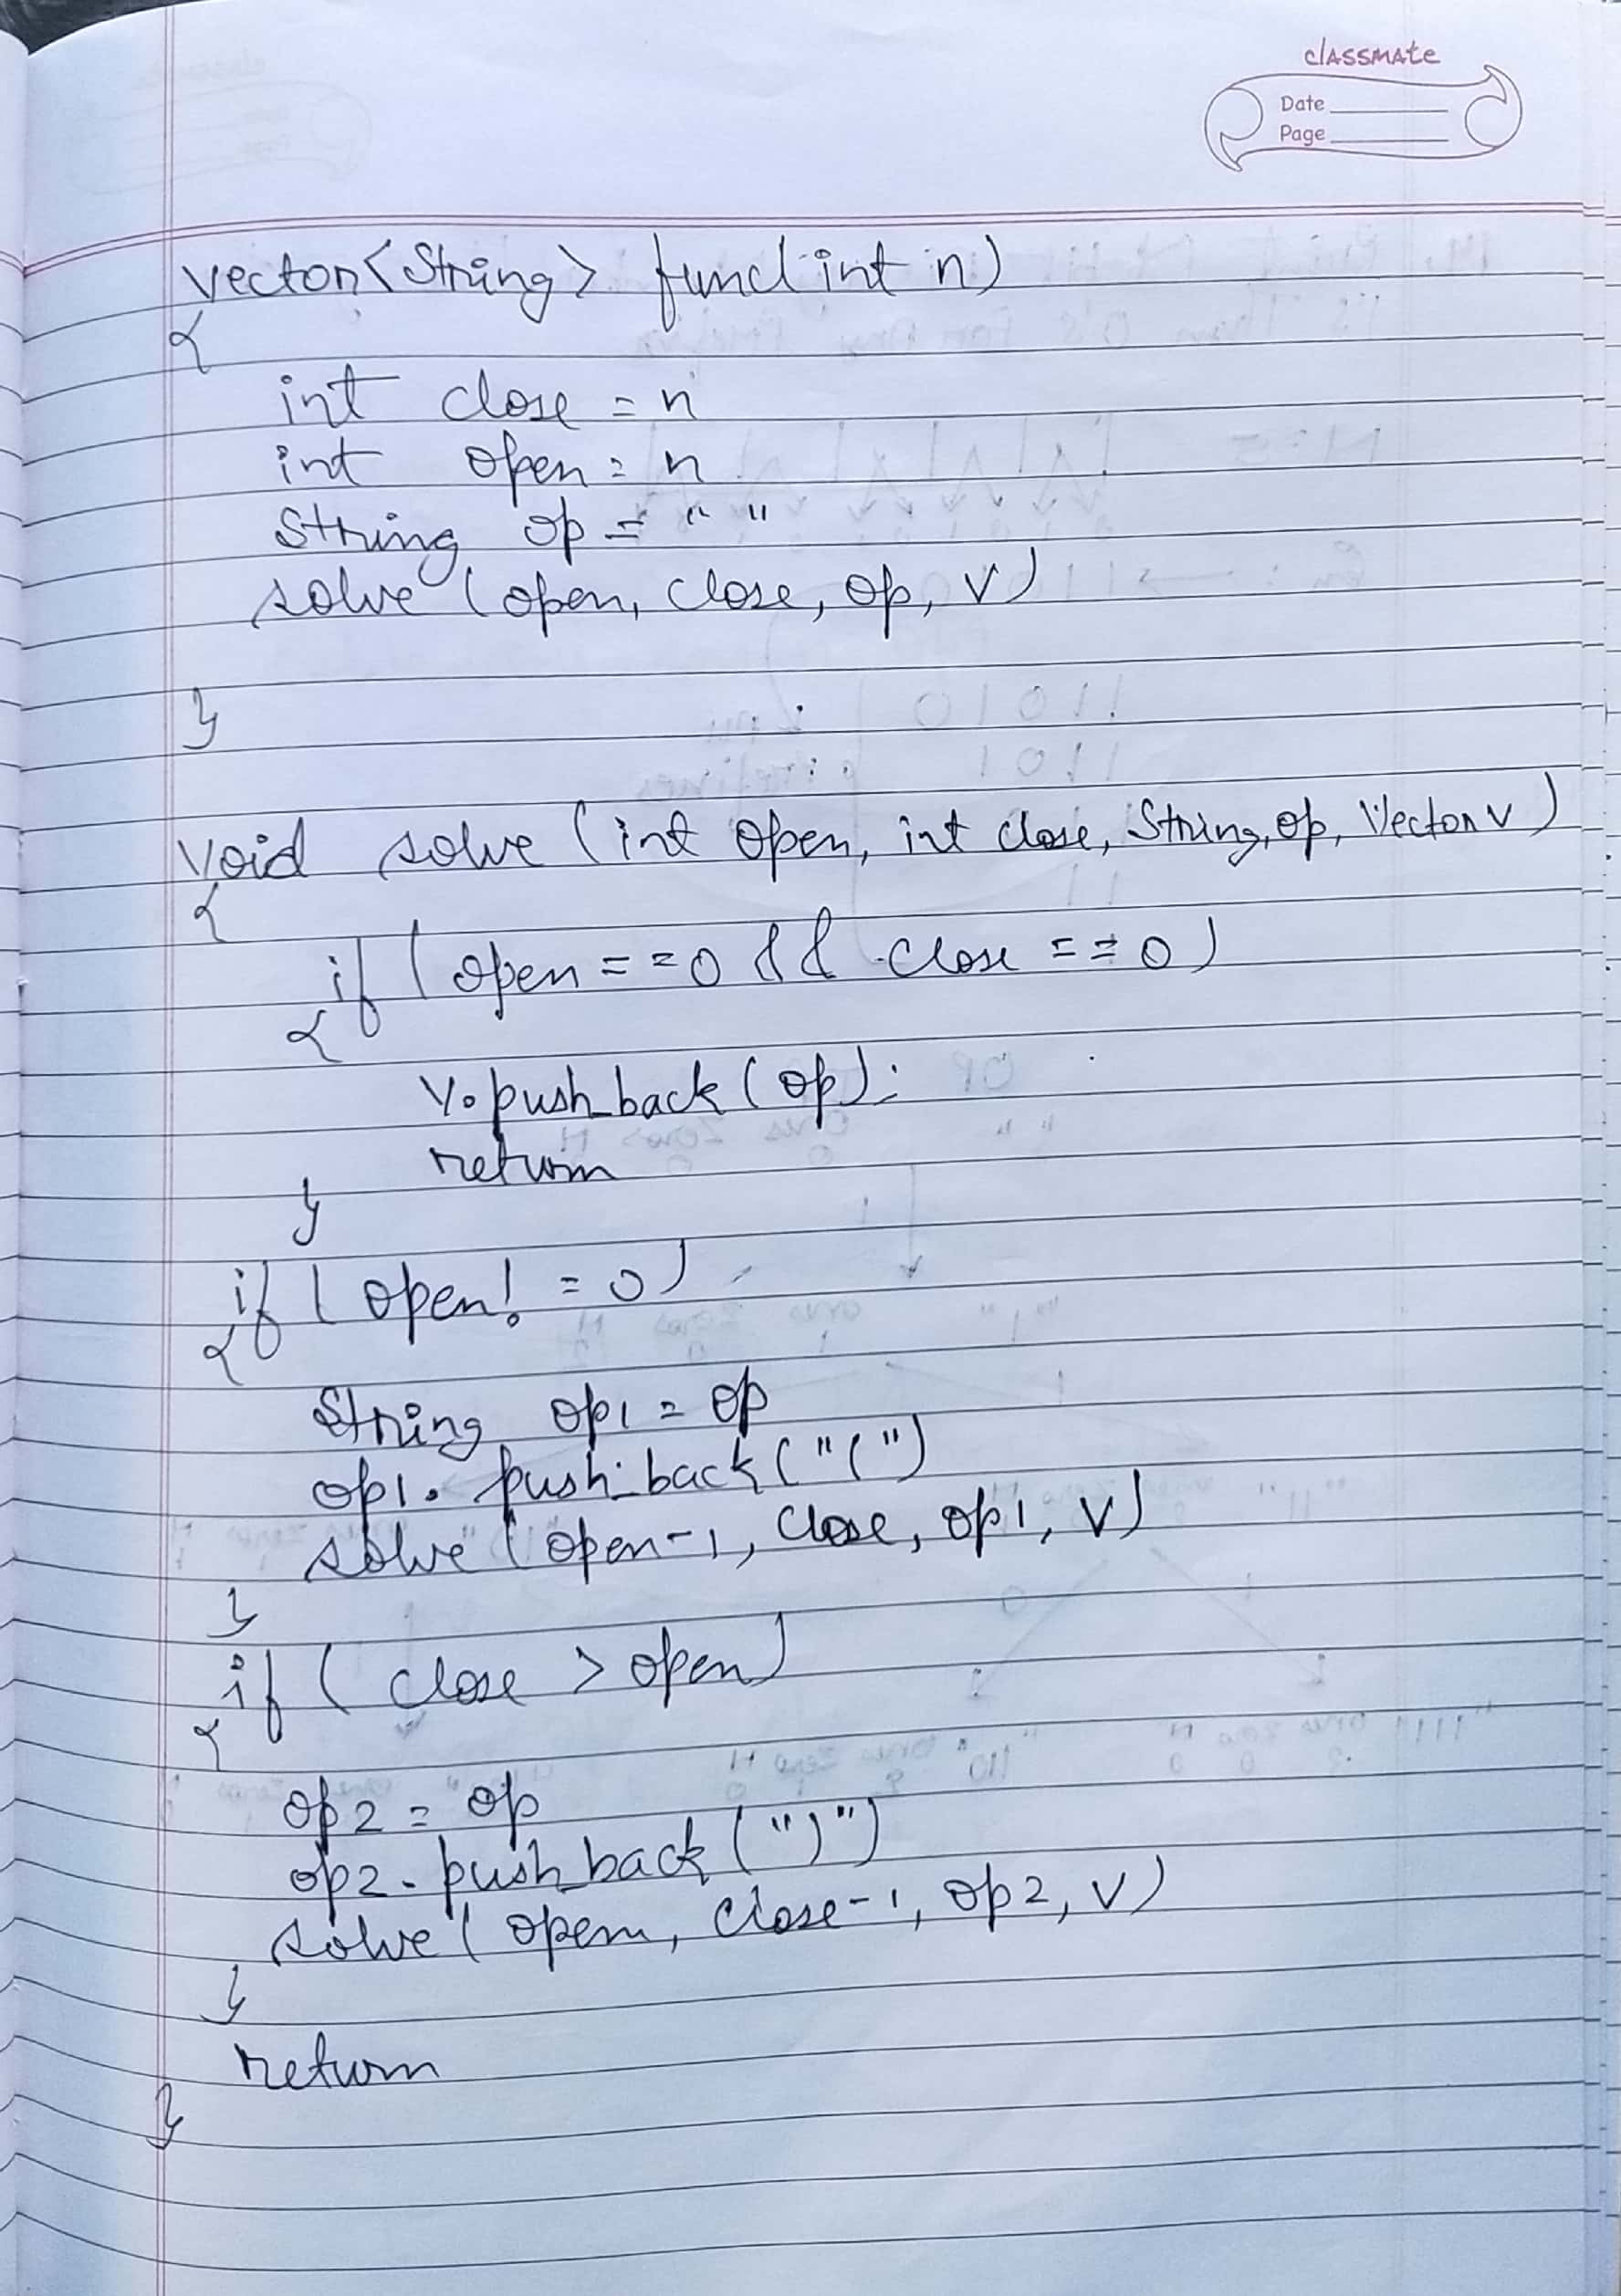 classmate
Date
Page
vector<String> func(int n)
{
int close = n
int open = n
String op = " "
solve (open, close, op, v)
}
void solve (int open, int close, String, op, Vector v)
{
if (open == 0 && close == 0)
{
v.push_back(op);
return
}
if (open! = 0)
{
String op1 = op
op1. push_back("(")
solve (open-1, close, op1, v)
}
if (close > open)
{
op2 = op
op2. push_back(")")
solve (open, close-1, op2, v)
}
return
}